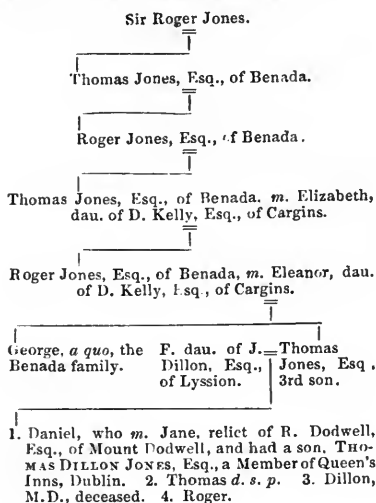 Sir Roger Jones.
Thomas Jones, Esq., of Benada.
Roger Jones, Esq., of Benada.
Thomas Jones, Esq., of Benada. m. Elizabeth,
dau. of D. Kelly, Esq., of Cargins.
Roger Jones, Esq., of Benada, m. Eleanor, dau.
of D. Kelly, Esq., of Cargins.
George, a quo, the
Benada family.
F. dau. of J.
Dillon, Esq.,
of Lyssion.
Thomas
Jones, Esq.
3rd son.
1. Daniel, who m. Jane, relict of R. Dodwell,
Esq., of Mount Dodwell, and had a son, THO-
MAS DILLON JONES, Esq., a Member of Queen's
Inns, Dublin. 2. Thomas d. s. p. 3. Dillon,
M.D., deceased. 4. Roger.